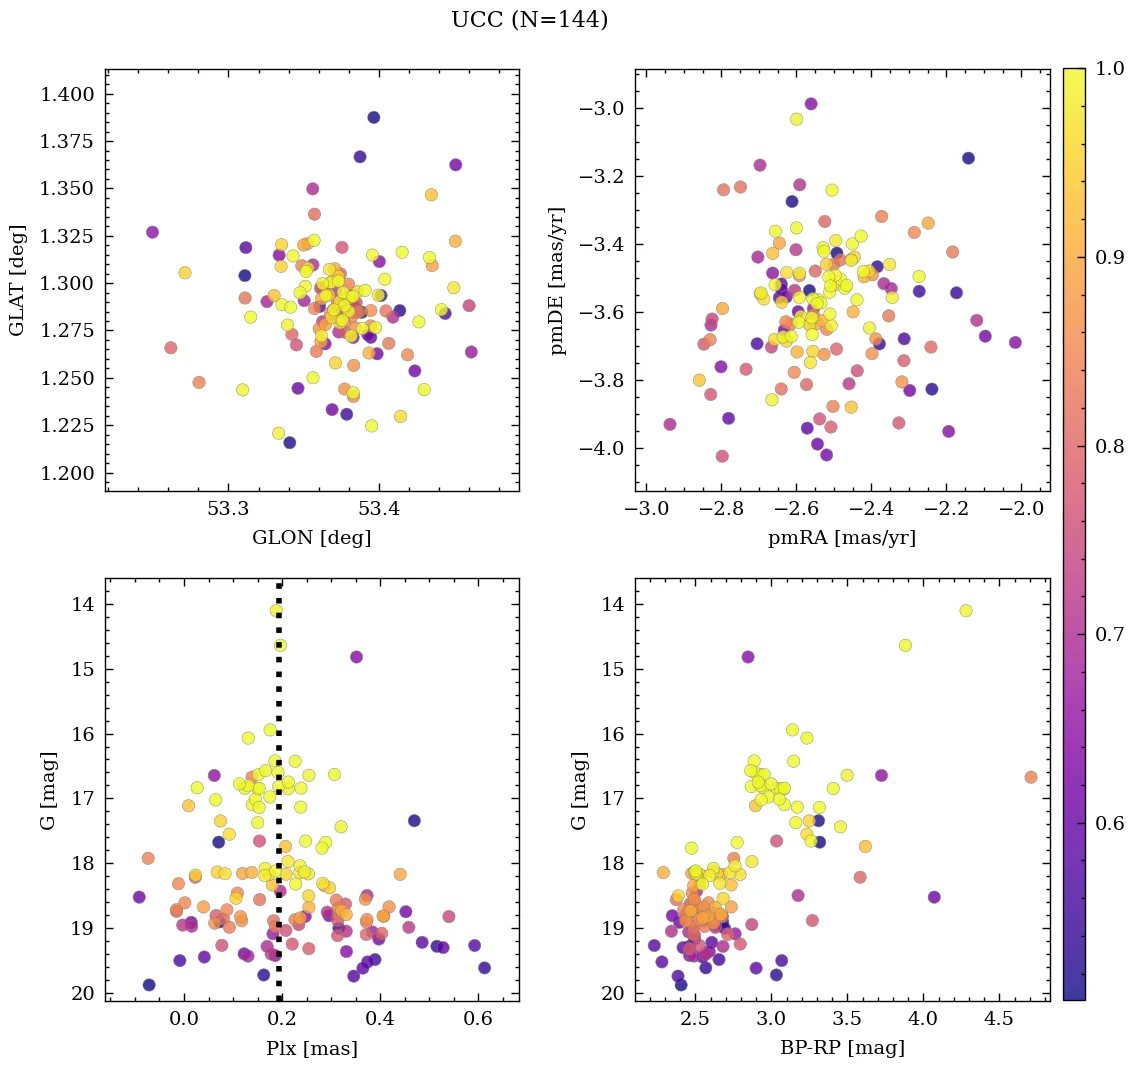 UCC (N=144)
1.400
1.375
1.350
1.325
1.300
1.275
1.250
1.225
1.200
GLAT [deg]
53.3 53.4
GLON [deg]
−3.0
−3.2
−3.4
−3.6
−3.8
−4.0
pmDE [mas/yr]
−3.0 −2.8 −2.6 −2.4 −2.2 −2.0
pmRA [mas/yr]
1.0
0.9
0.8
0.7
0.6
14
15
16
17
18
19
20
G [mag]
0.0 0.2 0.4 0.6
Plx [mas]
14
15
16
17
18
19
20
G [mag]
2.5 3.0 3.5 4.0 4.5
BP-RP [mag]